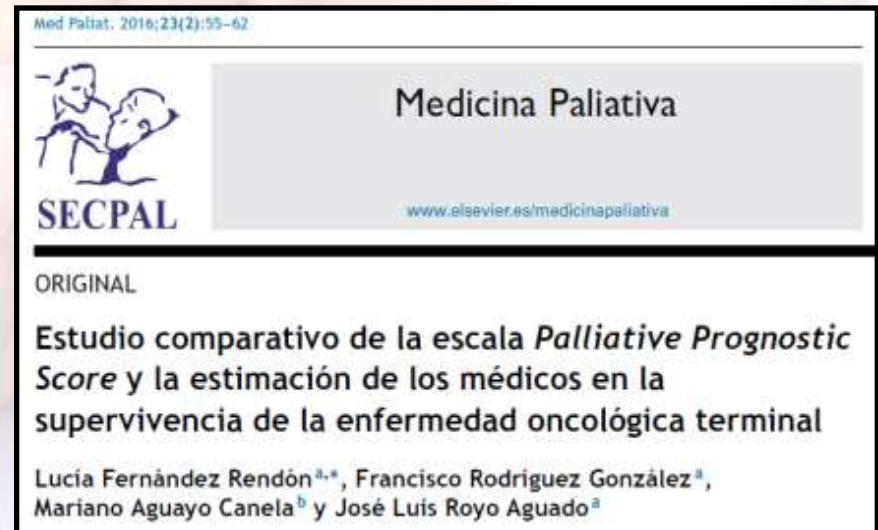 Med Paliat. 2016;23(2):55–62
SECPAL
Medicina Paliativa
www.elsevier.es/medicinapaliativa
ORIGINAL
Estudio comparativo de la escala Palliative Prognostic
Score y la estimación de los médicos en la
supervivencia de la enfermedad oncológica terminal
Lucía Fernández Rendón a,*, Francisco Rodríguez González a,
Mariano Aguayo Canela b y José Luis Royo Aguado a